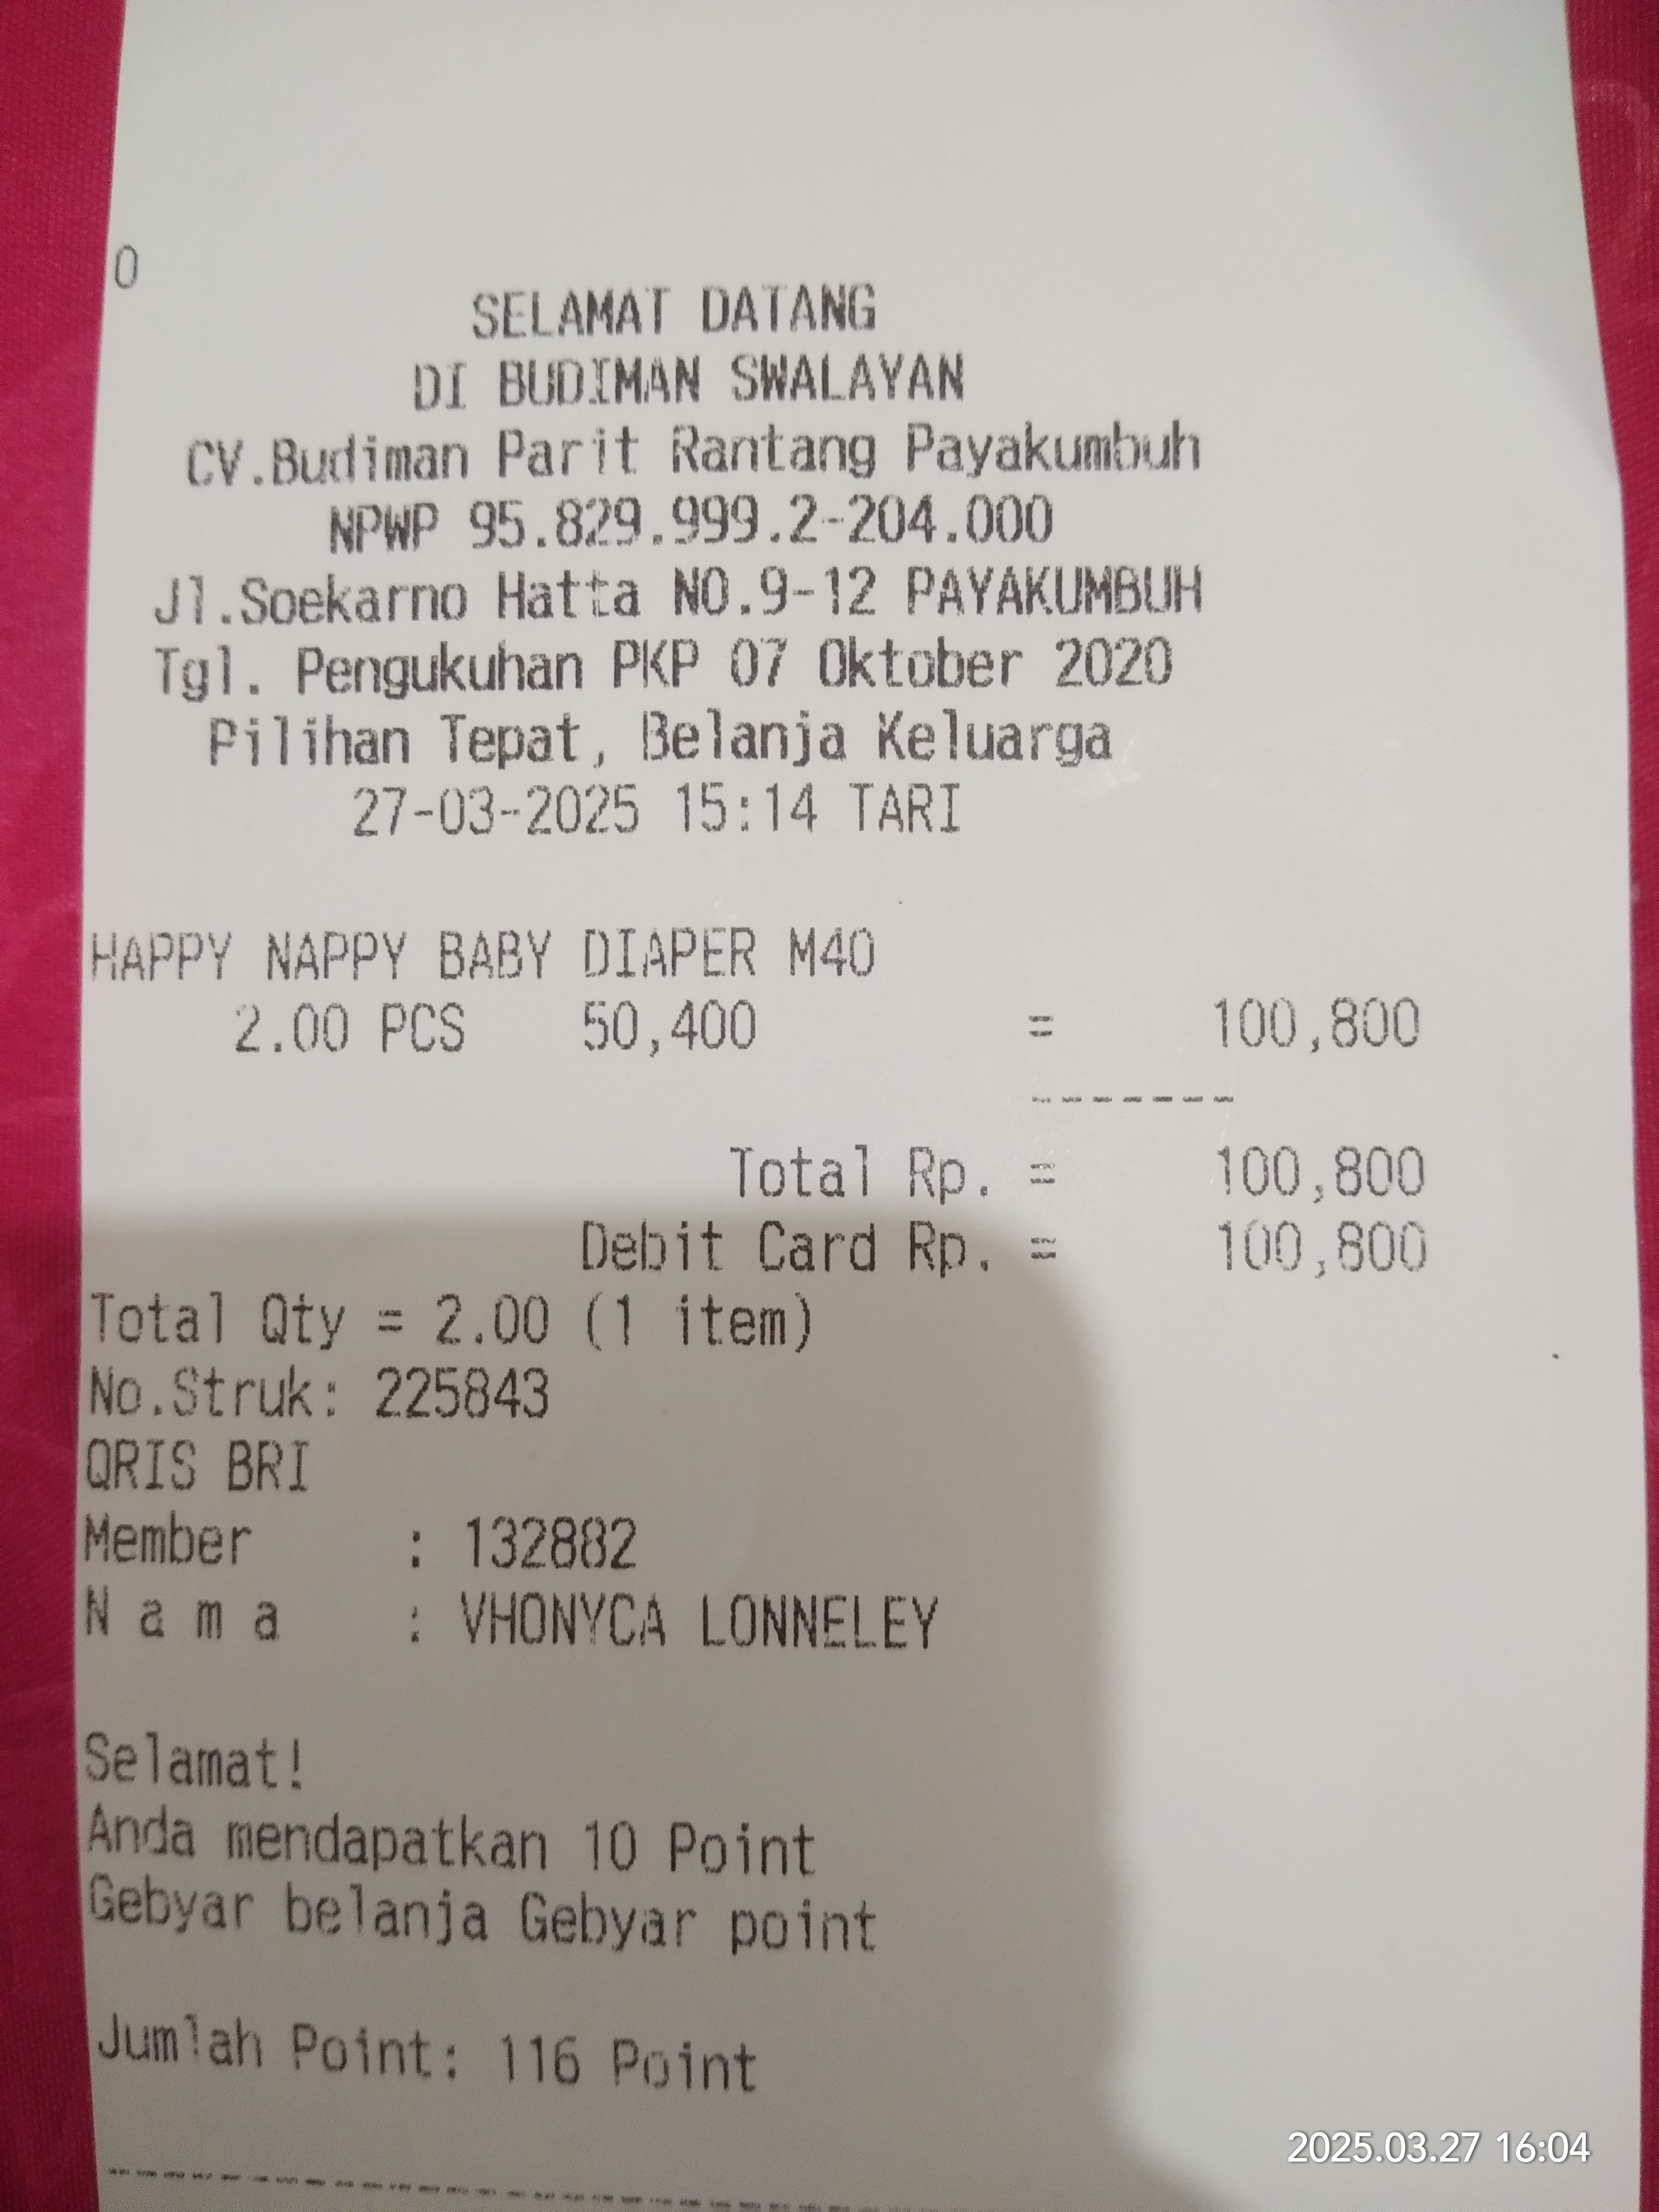 0
SELAMAT DATANG
DI BUDIMAN SWALAYAN
CV.Budiman Parit Rantang Payakumbuh
NPWP 95.829.999.2-204.000
Jl.Soekarno Hatta NO.9-12 PAYAKUMBUH
Tgl. Pengukuhan PKP 07 Oktober 2020
Pilihan Tepat, Belanja Keluarga
27-03-2025 15:14 TARI
HAPPY NAPPY BABY DIAPER M40
2.00 PCS 50,400 = 100,800
-------
Total Rp. = 100,800
Debit Card Rp. = 100,800
Total Qty = 2.00 (1 item)
No.Struk: 225843
QRIS BRI
Member : 132882
N a m a : VHONYCA LONNELEY
Selamat!
Anda mendapatkan 10 Point
Gebyar belanja Gebyar point
Jumlah Point: 116 Point
2025.03.27 16:04